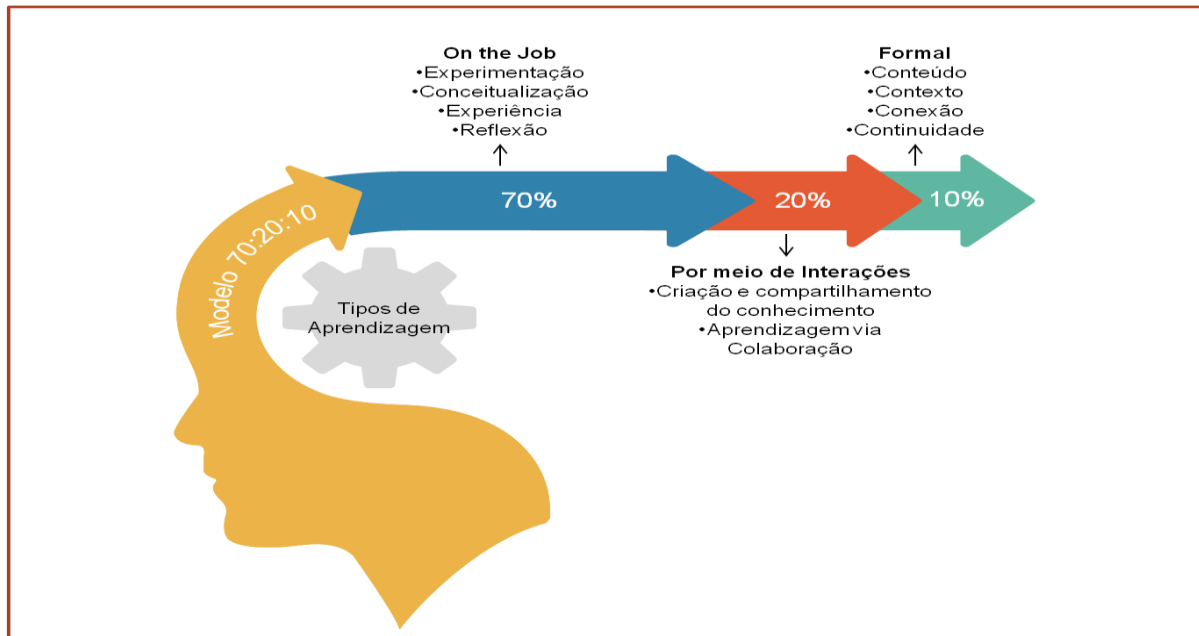 On the Job
•Experimentação
•Conceitualização
•Experiência
•Reflexão
Formal
•Conteúdo
•Contexto
•Conexão
•Continuidade
70%
20%
10%
Modelo 70:20:10
Tipos de
Aprendizagem
Por meio de Interações
•Criação e compartilhamento
do conhecimento
•Aprendizagem via
Colaboração